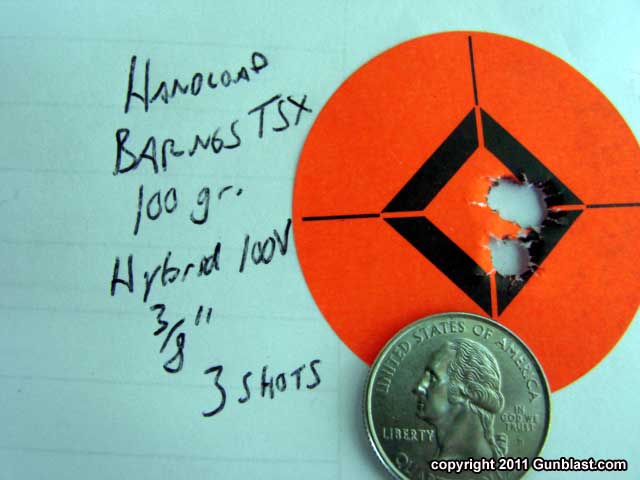 HANDLOAD
BARNES TSX
100 gr.
Hybrid 100V
3/8"
3 SHOTS
UNITED STATES OF AMERICA
LIBERTY
IN
GOD WE
TRUST
copyright 2011 Gunblast.com